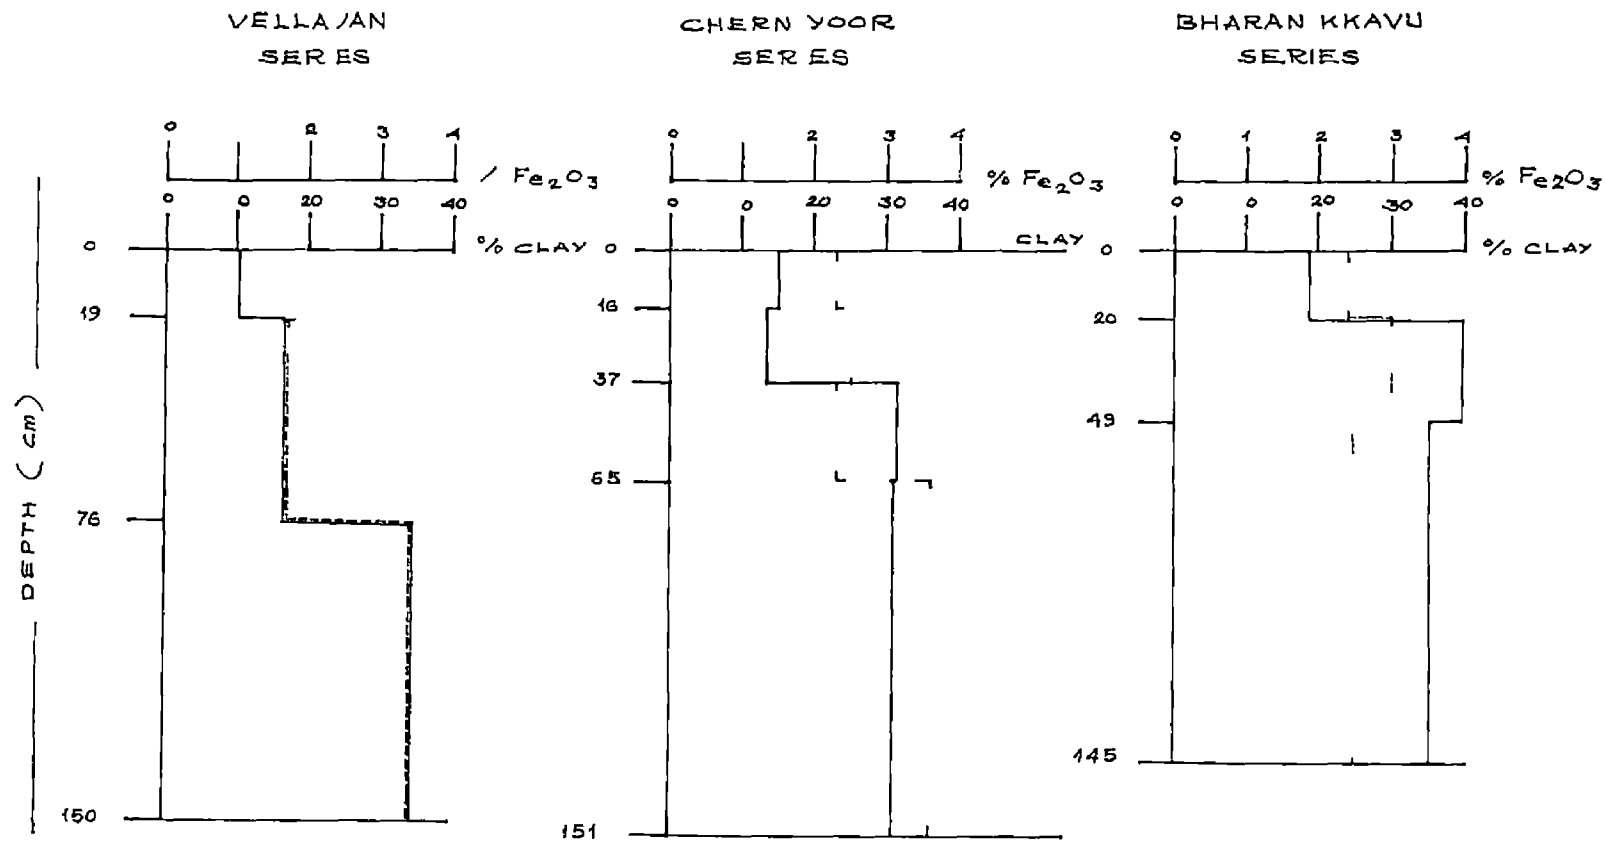 VELLAJAN
SER ES
CHERN YOOR
SER ES
BHARAN KKAVU
SERIES
0 2 3 4
/ Fe2O3
0 0 20 30 40
% CLAY
0
19
76
150
DEPTH (cm)
0 2 3 4
% Fe2O3
0 0 20 30 40
CLAY
0
16
37
65
151
0 1 2 3 4
% Fe2O3
0 0 20 30 40
% CLAY
0
20
49
145